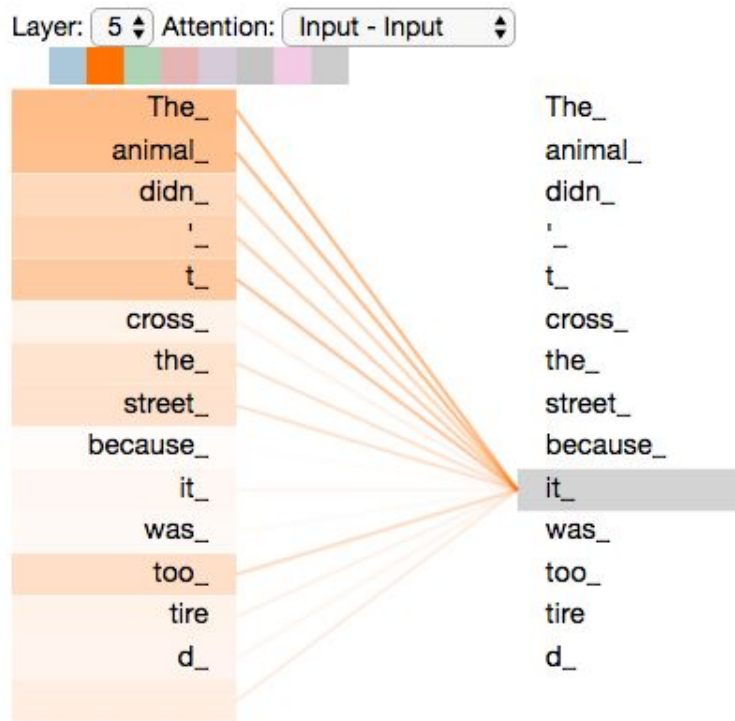 Layer: 5 Attention: Input - Input
The_ The_
animal_ animal_
didn_ didn_
'_ '_
t_ t_
cross_ cross_
the_ the_
street_ street_
because_ because_
it_ it_
was_ was_
too_ too_
tire tire
d_ d_